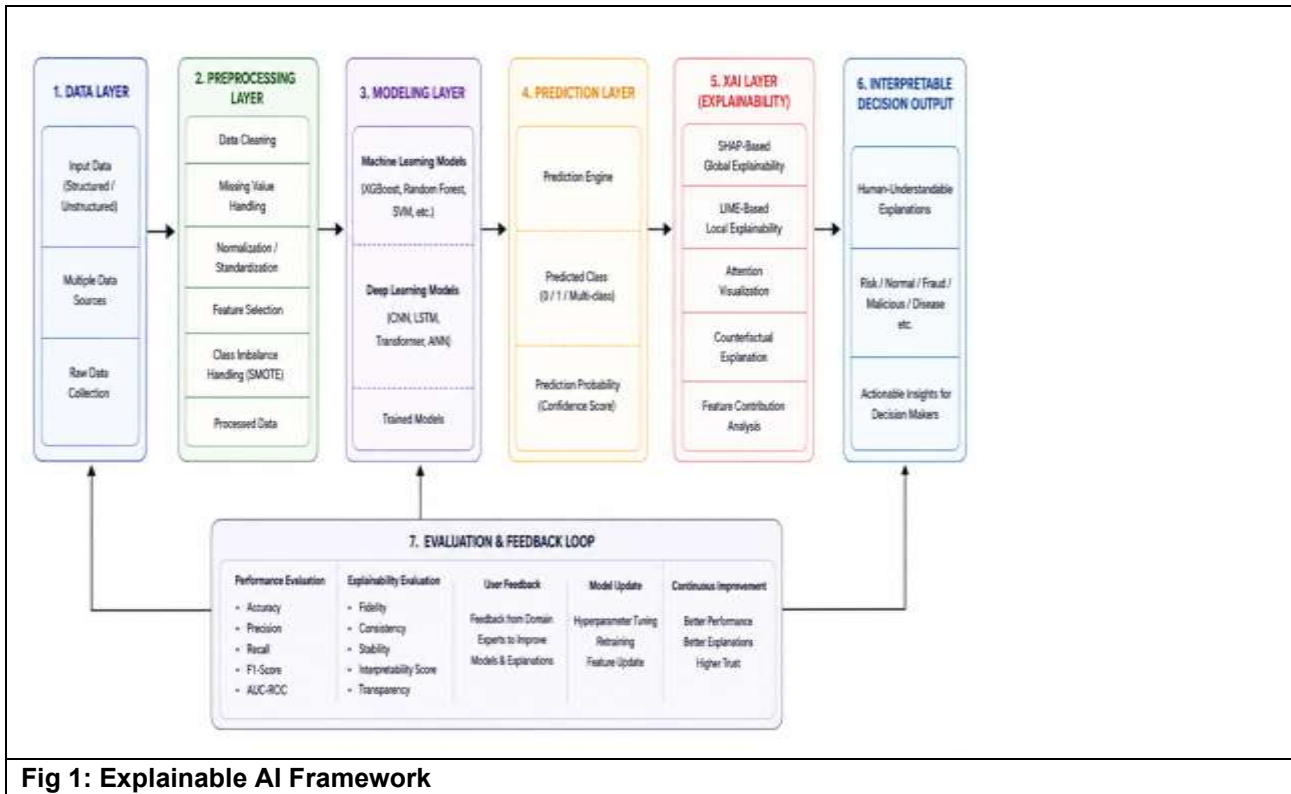 1. DATA LAYER
Input Data
(Structured /
Unstructured)
Multiple Data
Sources
Raw Data
Collection
2. PREPROCESSING
LAYER
Data Cleaning
Missing Value
Handling
Normalization /
Standardization
Feature Selection
Class Imbalance
Handling (SMOTE)
Processed Data
3. MODELING LAYER
Machine Learning Models
(XGBoost, Random Forest,
SVM, etc.)
Deep Learning Models
(CNN, LSTM,
Transformer, ANN)
Trained Models
4. PREDICTION LAYER
Prediction Engine
Predicted Class
(0 / 1 / Multi-class)
Prediction Probability
(Confidence Score)
5. XAI LAYER
(EXPLAINABILITY)
SHAP-Based
Global Explainability
LIME-Based
Local Explainability
Attention
Visualization
Counterfactual
Explanation
Feature Contribution
Analysis
6. INTERPRETABLE
DECISION OUTPUT
Human-Understandable
Explanations
Risk / Normal / Fraud /
Malicious / Disease
etc.
Actionable Insights for
Decision Makers
7. EVALUATION & FEEDBACK LOOP
Performance Evaluation
• Accuracy
• Precision
• Recall
• F1-Score
• AUC-ROC
Explainability Evaluation
• Fidelity
• Consistency
• Stability
• Interpretability Score
• Transparency
User Feedback
Feedback from Domain
Experts to Improve
Models & Explanations
Model Update
Hyperparameter Tuning
Retraining
Feature Update
Continuous Improvement
Better Performance
Better Explanations
Higher Trust
Fig 1: Explainable AI Framework